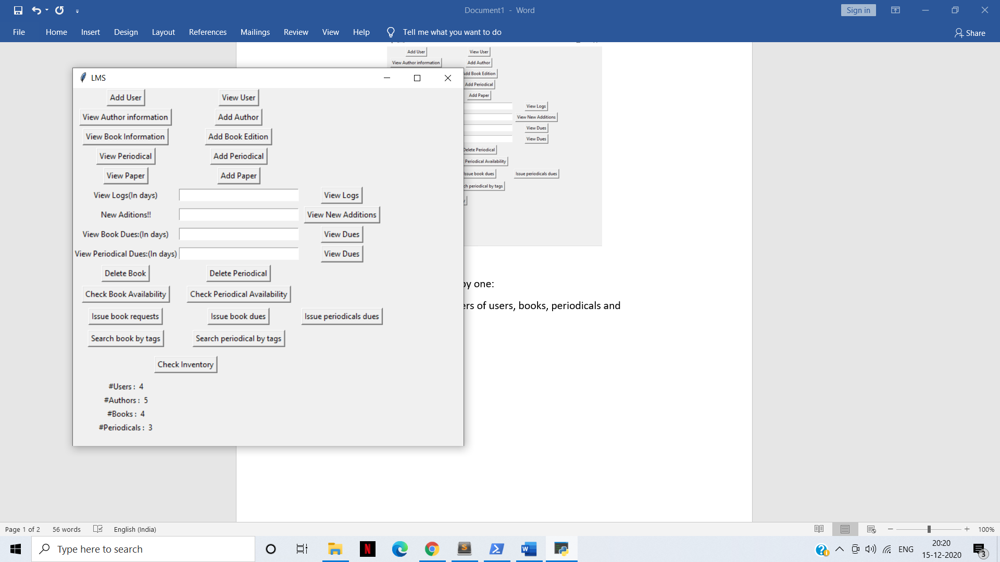 Document1 - Word
Sign in
File Home Insert Design Layout References Mailings Review View Help Tell me what you want to do Share
Add User View User
View Author information Add Author
Add Book Edition
Add Periodical
Add Paper
View Logs
View New Additions
View Dues
View Dues
Delete Periodical
Periodical Availability
Issue book dues Issue periodicals dues
periodical by tags
LMS
Add User View User
View Author information Add Author
View Book Information Add Book Edition
View Periodical Add Periodical
View Paper Add Paper
View Logs(In days) View Logs
New Aditions!! View New Additions
View Book Dues:(In days) View Dues
View Periodical Dues:(In days) View Dues
Delete Book Delete Periodical
Check Book Availability Check Periodical Availability
Issue book requests Issue book dues Issue periodicals dues
Search book by tags Search periodical by tags
Check Inventory
#Users : 4
#Authors : 5
#Books : 4
#Periodicals : 3
by one:
ers of users, books, periodicals and
Page 1 of 2 56 words English (India) 100%
Type here to search
ENG
20:20
15-12-2020
3